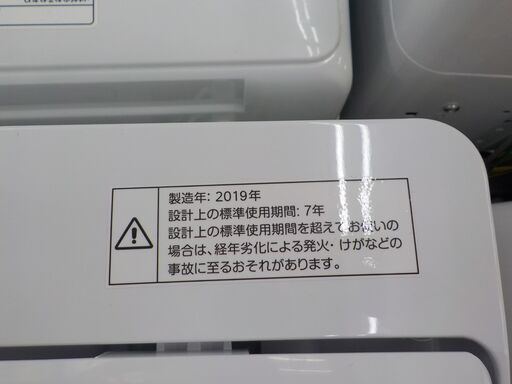 製造年: 2019年
設計上の標準使用期間: 7年
設計上の標準使用期間を超えてお使いの
場合は、経年劣化による発火・けがなどの
事故に至るおそれがあります。